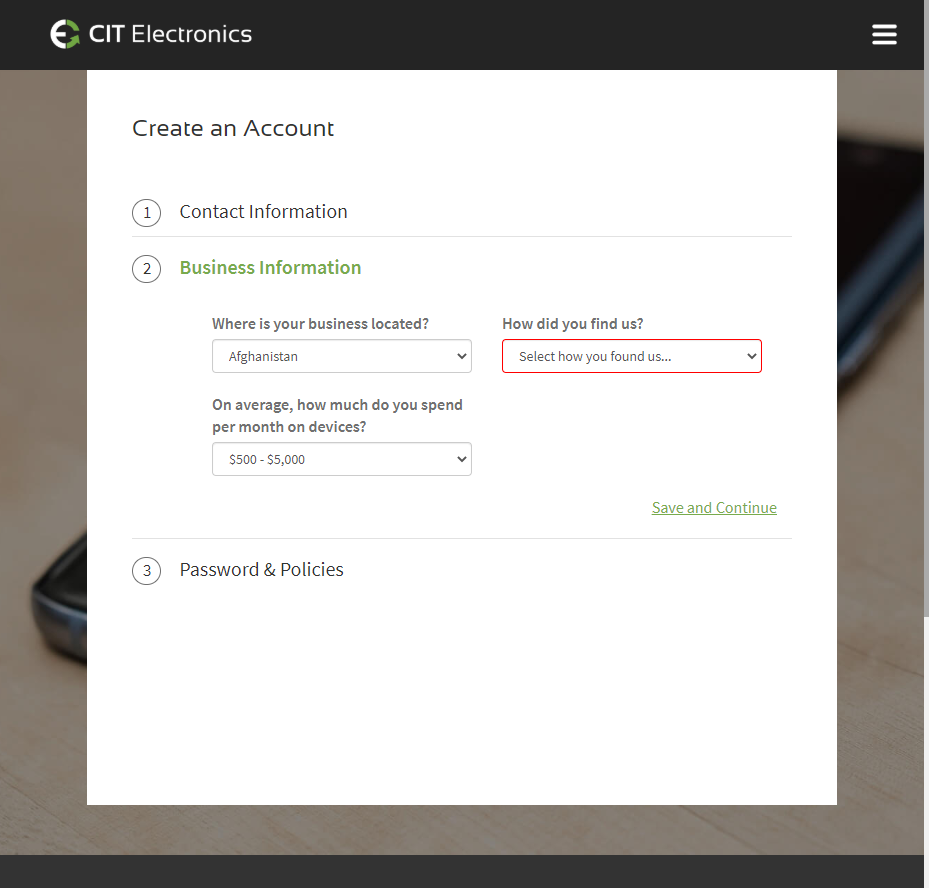 CIT Electronics
Create an Account
1 Contact Information
2 Business Information
Where is your business located?
Afghanistan
How did you find us?
Select how you found us...
On average, how much do you spend
per month on devices?
$500 - $5,000
Save and Continue
3 Password & Policies